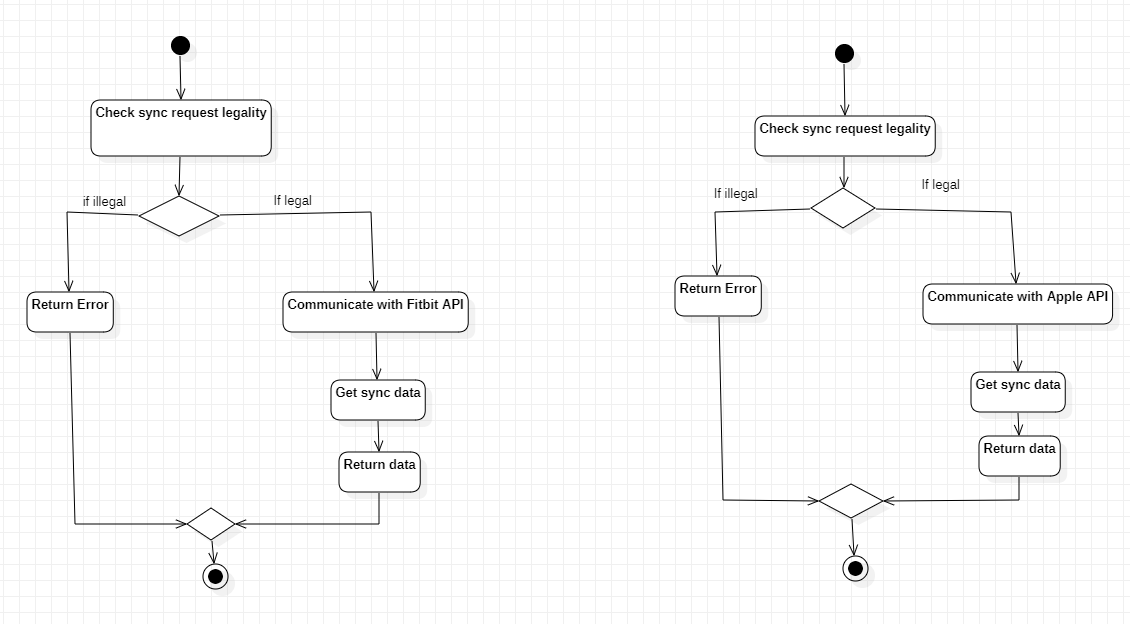 Check sync request legality
if illegal
If legal
Return Error
Communicate with Fitbit API
Get sync data
Return data
Check sync request legality
If illegal
If legal
Return Error
Communicate with Apple API
Get sync data
Return data